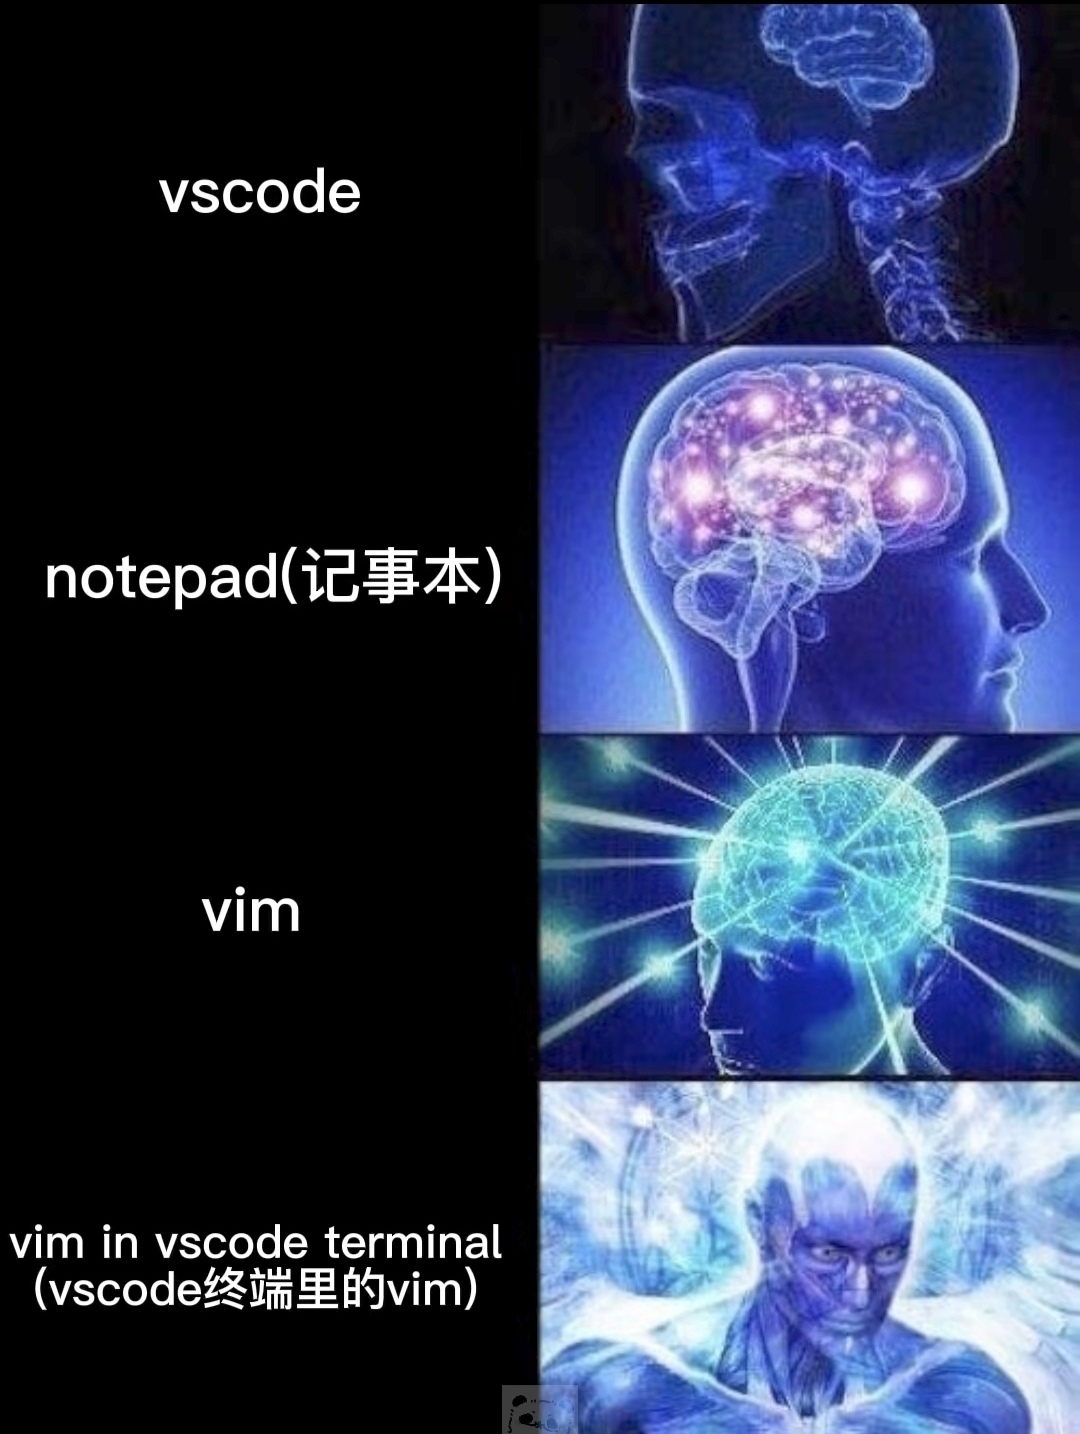 vscode
notepad(记事本)
vim
vim in vscode terminal
(vscode终端里的vim)